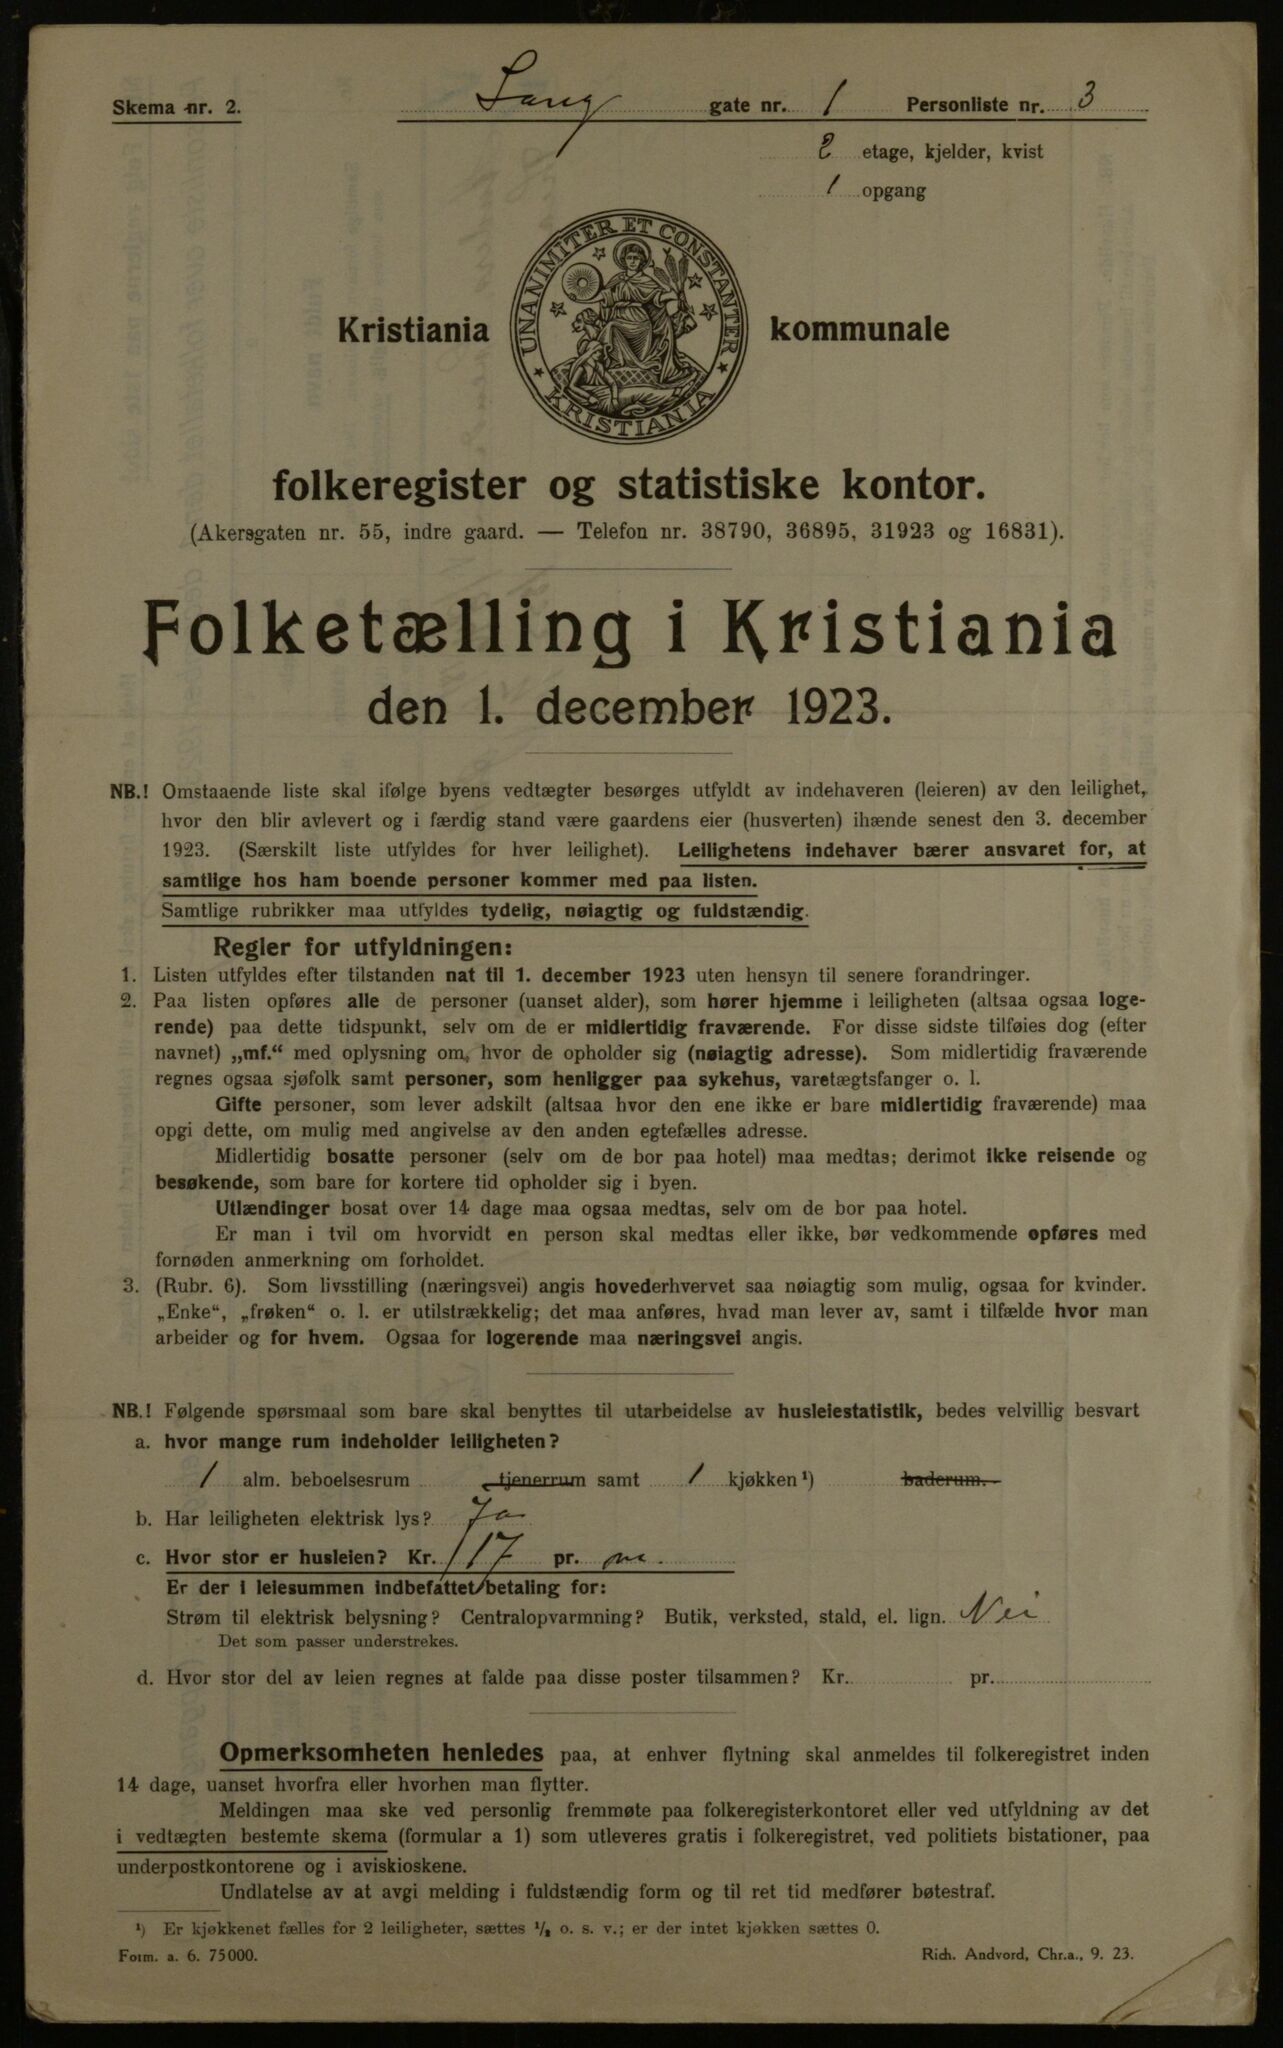 Skema nr. 2. Lang gate nr. 1 Personliste nr. 3
2 etage, kjelder, kvist
1 opgang
UNANIMITER ET CONSTANTER
KRISTIANIA
Kristiania kommunale
folkeregister og statistiske kontor.
(Akersgaten nr. 55, indre gaard. — Telefon nr. 38790, 36895, 31923 og 16831).
Folketælling i Kristiania
den 1. december 1923.
NB.! Omstaaende liste skal ifølge byens vedtægter besørges utfyldt av indehaveren (leieren) av den leilighet,
hvor den blir avlevert og i færdig stand være gaardens eier (husverten) ihænde senest den 3. december
1923. (Særskilt liste utfyldes for hver leilighet). Leilighetens indehaver bærer ansvaret for, at
samtlige hos ham boende personer kommer med paa listen.
Samtlige rubrikker maa utfyldes tydelig, nøiagtig og fuldstændig.
Regler for utfyldningen:
1. Listen utfyldes efter tilstanden nat til 1. december 1923 uten hensyn til senere forandringer.
2. Paa listen opføres alle de personer (uanset alder), som hører hjemme i leiligheten (altsaa ogsaa loge-
rende) paa dette tidspunkt, selv om de er midlertidig fraværende. For disse sidste tilføies dog (efter
navnet) „mf.“ med oplysning om, hvor de opholder sig (nøiagtig adresse). Som midlertidig fraværende
regnes ogsaa sjøfolk samt personer, som henligger paa sykehus, varetægtsfanger o. l.
Gifte personer, som lever adskilt (altsaa hvor den ene ikke er bare midlertidig fraværende) maa
opgi dette, om mulig med angivelse av den anden egtefælles adresse.
Midlertidig bosatte personer (selv om de bor paa hotel) maa medtas; derimot ikke reisende og
besøkende, som bare for kortere tid opholder sig i byen.
Utlændinger bosat over 14 dage maa ogsaa medtas, selv om de bor paa hotel.
Er man i tvil om hvorvidt en person skal medtas eller ikke, bør vedkommende opføres med
fornøden anmerkning om forholdet.
3. (Rubr. 6). Som livsstilling (næringsvei) angis hovederhvervet saa nøiagtig som mulig, ogsaa for kvinder.
„Enke“, „frøken“ o. l. er utilstrækkelig; det maa anføres, hvad man lever av, samt i tilfælde hvor man
arbeider og for hvem. Ogsaa for logerende maa næringsvei angis.
NB.! Følgende spørsmaal som bare skal benyttes til utarbeidelse av husleiestatistik, bedes velvillig besvart
a. hvor mange rum indeholder leiligheten?
1 alm. beboelsesrum tjenerrum samt 1 kjøkken ¹) baderum.
b. Har leiligheten elektrisk lys? Ja
c. Hvor stor er husleien? Kr. 17 pr. m.
Er der i leiesummen indbefattet betaling for:
Strøm til elektrisk belysning? Centralopvarmning? Butik, verksted, stald, el. lign. Nei
Det som passer understrekes.
d. Hvor stor del av leien regnes at falde paa disse poster tilsammen? Kr. pr.
Opmerksomheten henledes paa, at enhver flytning skal anmeldes til folkeregistret inden
14 dage, uanset hvorfra eller hvorhen man flytter.
Meldingen maa ske ved personlig fremmøte paa folkeregisterkontoret eller ved utfyldning av det
i vedtægten bestemte skema (formular a 1) som utleveres gratis i folkeregistret, ved politiets bistationer, paa
underpostkontorene og i aviskioskene.
Undlatelse av at avgi melding i fuldstændig form og til ret tid medfører bøtestraf.
¹) Er kjøkkenet fælles for 2 leiligheter, sættes ½ o. s. v.; er der intet kjøkken sættes 0.
Form. a. 6. 75000. Rich. Andvord, Chr.a., 9. 23.